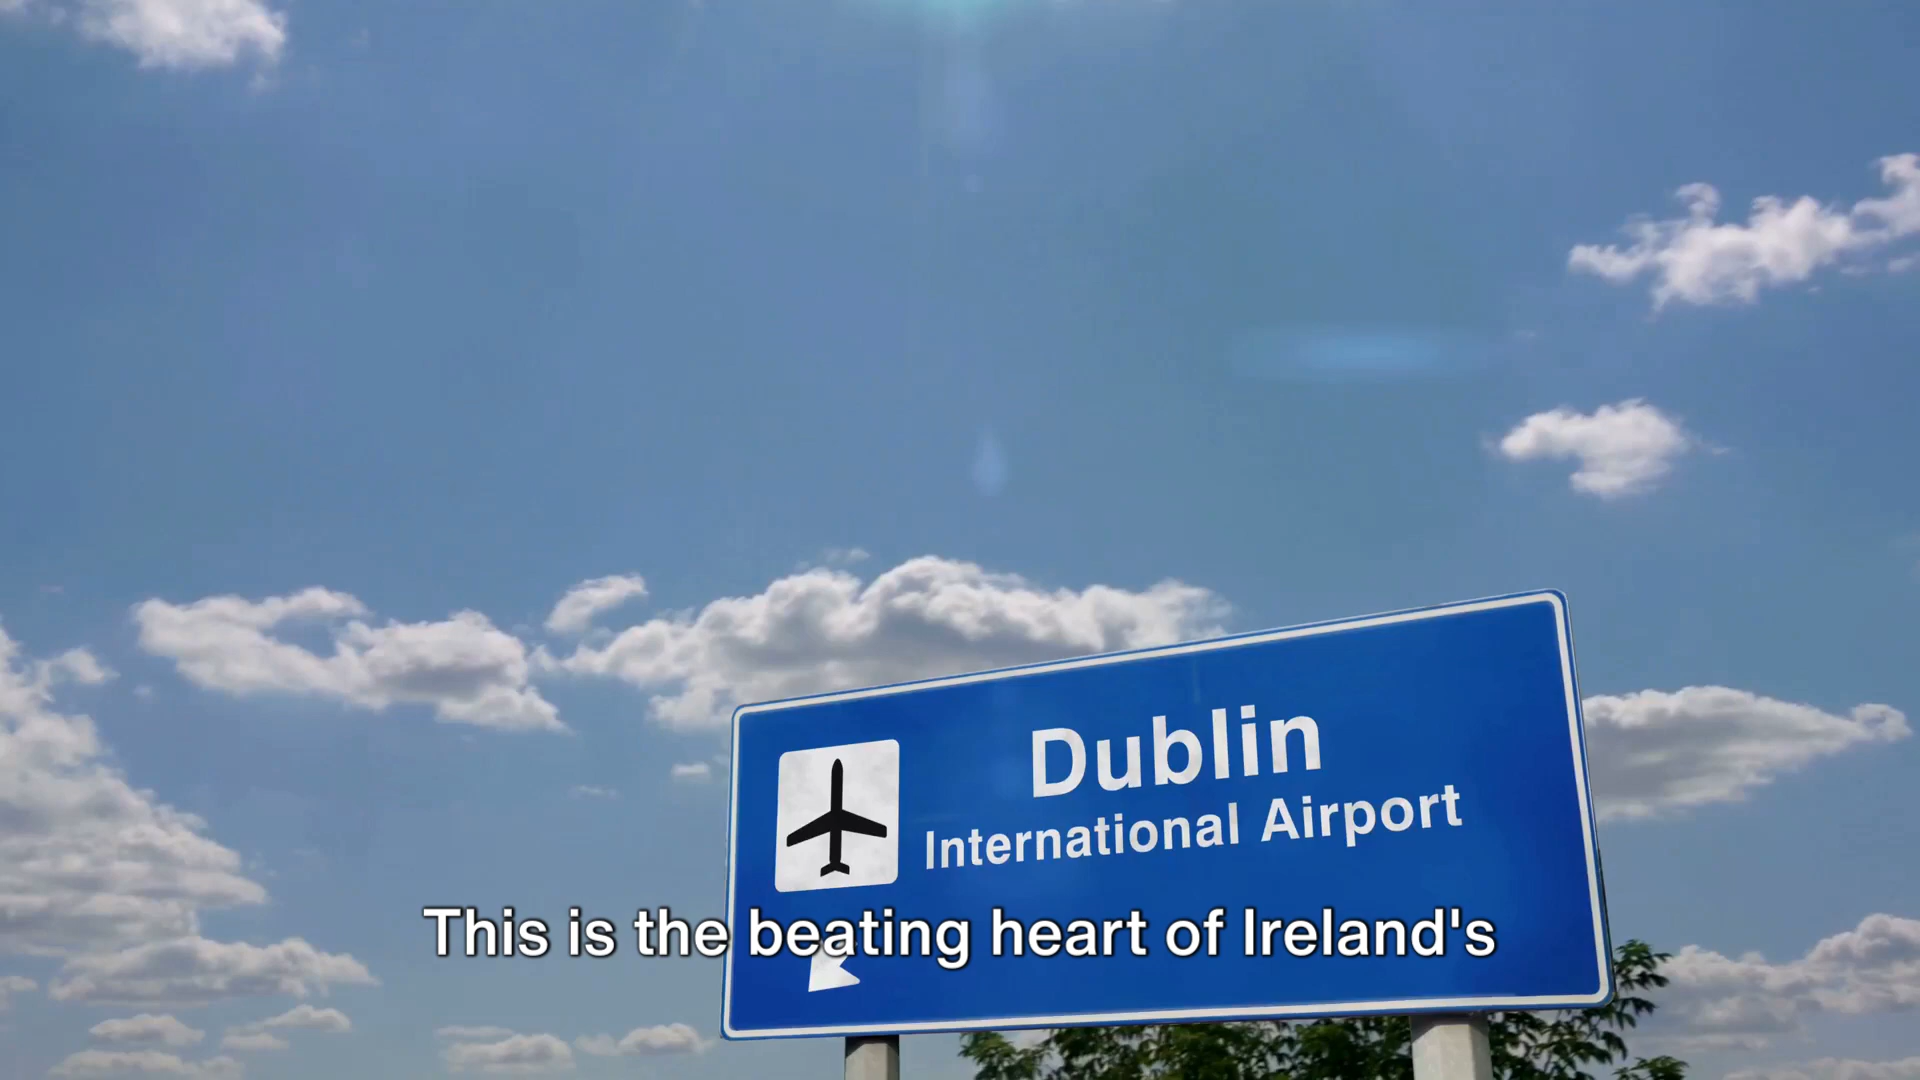 Dublin
International Airport
This is the beating heart of Ireland's